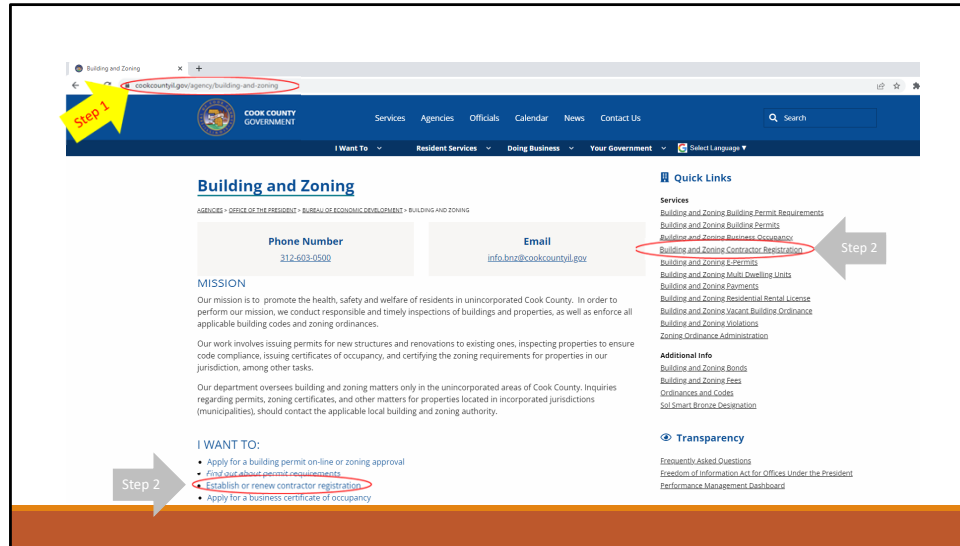 Building and Zoning
cookcountyil.gov/agency/building-and-zoning
Step 1
COOK COUNTY
GOVERNMENT
Services Agencies Officials Calendar News Contact Us
Search
I Want To Resident Services Doing Business Your Government Select Language ▼
Building and Zoning
AGENCIES > OFFICE OF THE PRESIDENT > BUREAU OF ECONOMIC DEVELOPMENT > BUILDING AND ZONING
Phone Number
312-603-0500
Email
info.bnz@cookcountyil.gov
MISSION
Our mission is to promote the health, safety and welfare of residents in unincorporated Cook County. In order to
perform our mission, we conduct responsible and timely inspections of buildings and properties, as well as enforce all
applicable building codes and zoning ordinances.
Our work involves issuing permits for new structures and renovations to existing ones, inspecting properties to ensure
code compliance, issuing certificates of occupancy, and certifying the zoning requirements for properties in our
jurisdiction, among other tasks.
Our department oversees building and zoning matters only in the unincorporated areas of Cook County. Inquiries
regarding permits, zoning certificates, and other matters for properties located in incorporated jurisdictions
(municipalities), should contact the applicable local building and zoning authority.
I WANT TO:
• Apply for a building permit on-line or zoning approval
• Find out about permit requirements
• Establish or renew contractor registration
• Apply for a business certificate of occupancy
Step 2
Quick Links
Services
Building and Zoning Building Permit Requirements
Building and Zoning Building Permits
Building and Zoning Business Occupancy
Building and Zoning Contractor Registration
Step 2
Building and Zoning E-Permits
Building and Zoning Multi Dwelling Units
Building and Zoning Payments
Building and Zoning Residential Rental License
Building and Zoning Vacant Building Ordinance
Building and Zoning Violations
Zoning Ordinance Administration
Additional Info
Building and Zoning Bonds
Building and Zoning Fees
Ordinances and Codes
Sol Smart Bronze Designation
Transparency
Frequently Asked Questions
Freedom of Information Act for Offices Under the President
Performance Management Dashboard